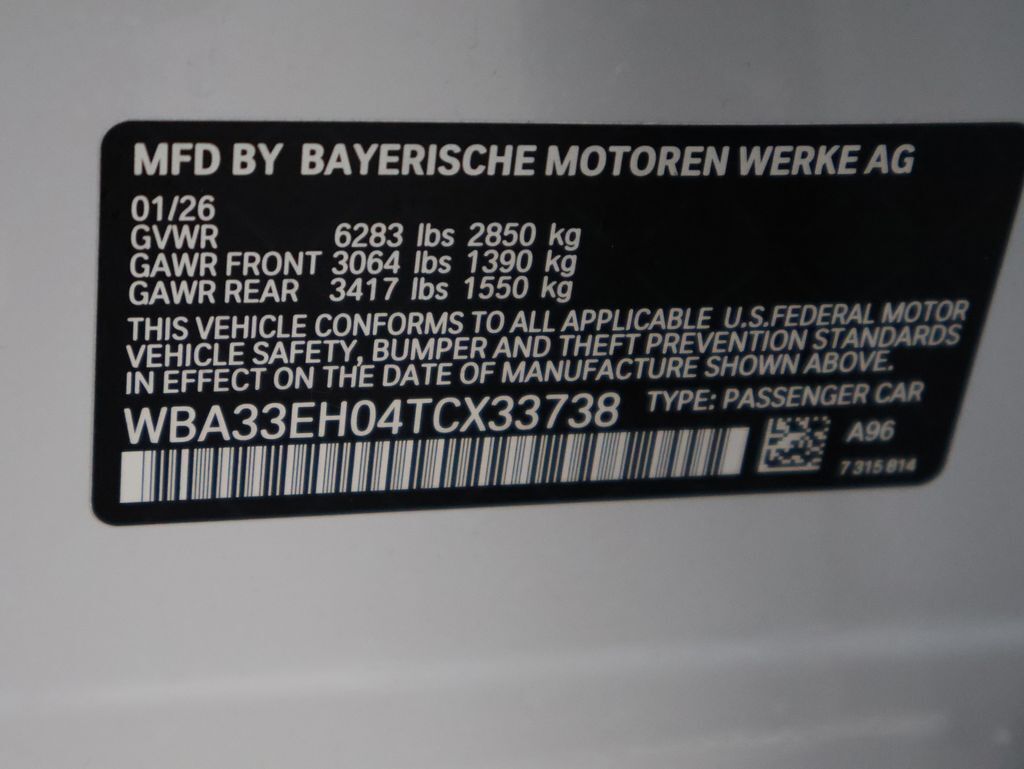 MFD BY BAYERISCHE MOTOREN WERKE AG
01/26
GVWR 6283 lbs 2850 kg
GAWR FRONT 3064 lbs 1390 kg
GAWR REAR 3417 lbs 1550 kg
THIS VEHICLE CONFORMS TO ALL APPLICABLE U.S.FEDERAL MOTOR
VEHICLE SAFETY, BUMPER AND THEFT PREVENTION STANDARDS
IN EFFECT ON THE DATE OF MANUFACTURE SHOWN ABOVE.
WBA33EH04TCX33738 TYPE: PASSENGER CAR
A96
7 315 814